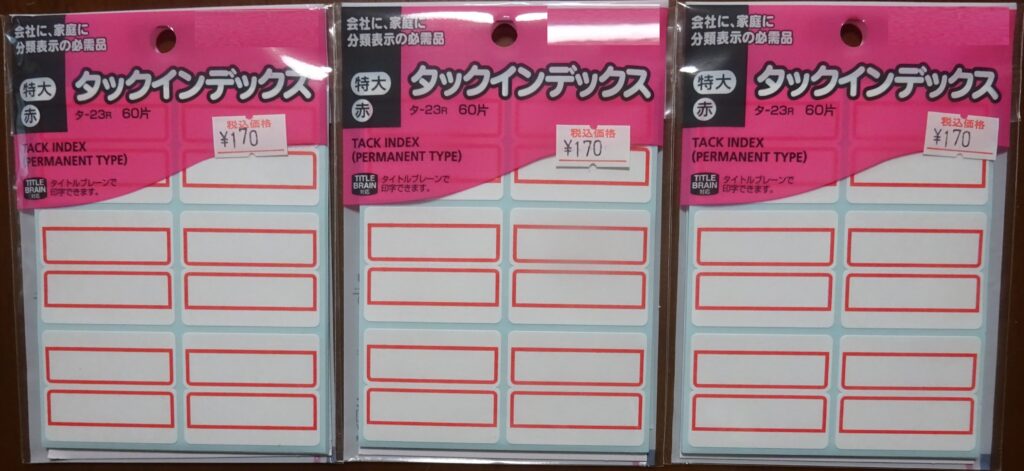 会社に、家庭に
分類表示の必需品
特大
赤
タックインデックス
タ-23R 60片
税込価格
¥170
TACK INDEX
(PERMANENT TYPE)
TITLE
BRAIN
対応
タイトルブレーンで
印字できます。
会社に、家庭に
分類表示の必需品
特大
赤
タックインデックス
タ-23R 60片
税込価格
¥170
TACK INDEX
(PERMANENT TYPE)
TITLE
BRAIN
対応
タイトルブレーンで
印字できます。
会社に、家庭に
分類表示の必需品
特大
赤
タックインデックス
タ-23R 60片
税込価格
¥170
TACK INDEX
(PERMANENT TYPE)
TITLE
BRAIN
対応
タイトルブレーンで
印字できます。